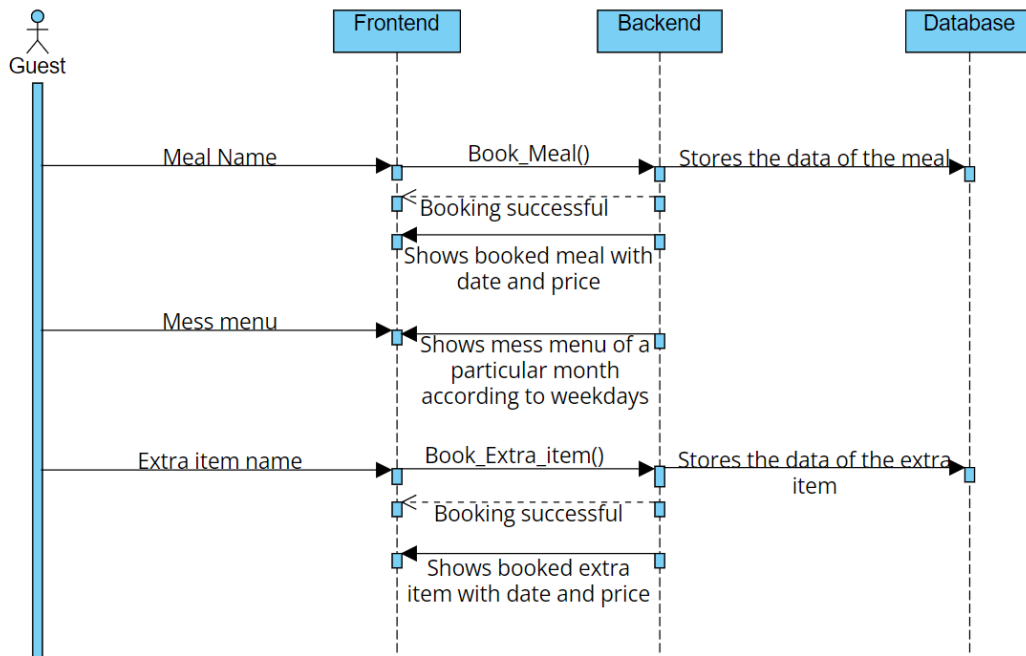 Guest
Frontend
Backend
Database
Meal Name
Book_Meal()
Stores the data of the meal
Booking successful
Shows booked meal with
date and price
Mess menu
Shows mess menu of a
particular month
according to weekdays
Extra item name
Book_Extra_item()
Stores the data of the extra
item
Booking successful
Shows booked extra
item with date and price